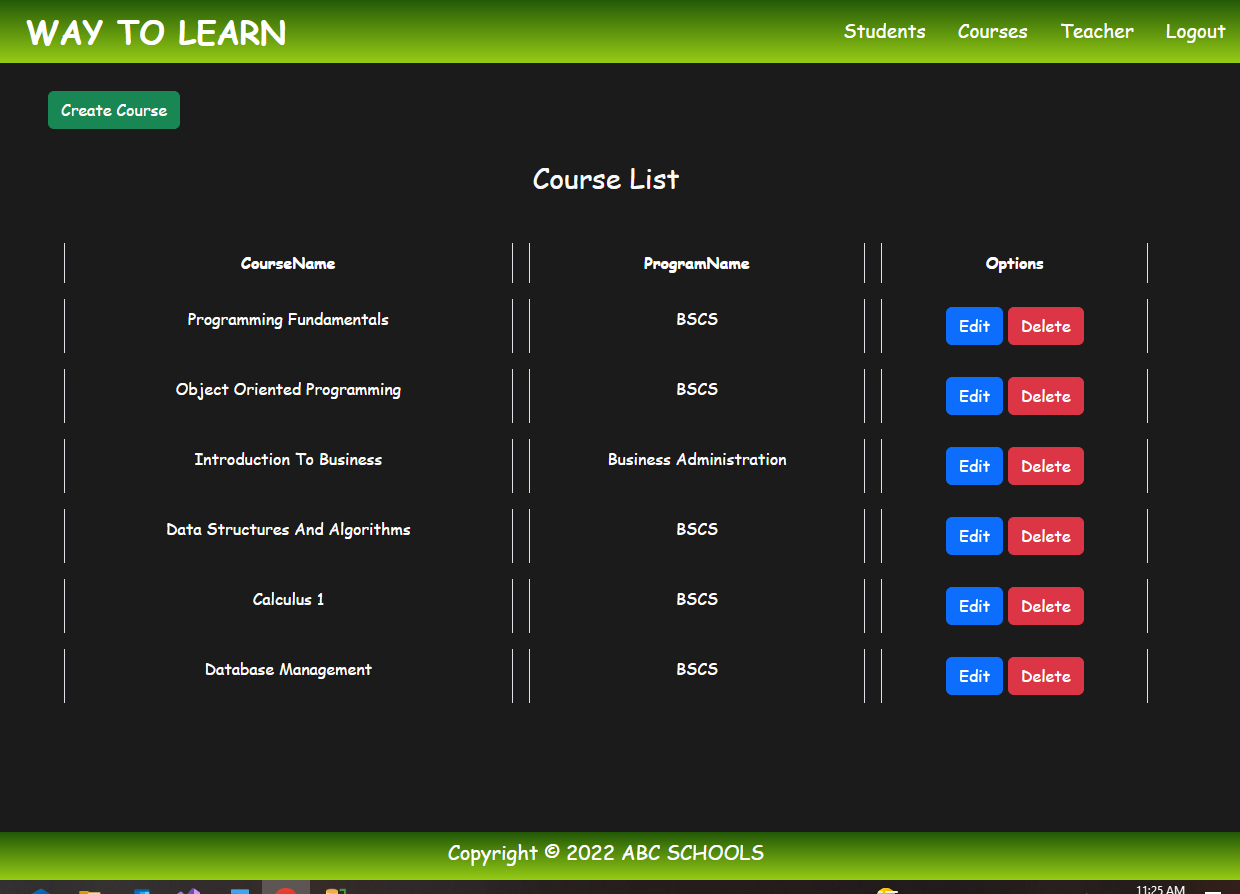 WAY TO LEARN Students Courses Teacher Logout
Create Course
Course List
CourseName ProgramName Options
Programming Fundamentals BSCS Edit Delete
Object Oriented Programming BSCS Edit Delete
Introduction To Business Business Administration Edit Delete
Data Structures And Algorithms BSCS Edit Delete
Calculus 1 BSCS Edit Delete
Database Management BSCS Edit Delete
Copyright © 2022 ABC SCHOOLS
11:25 AM